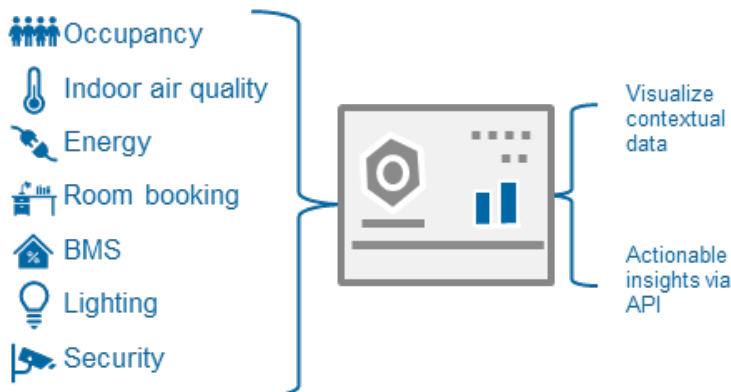 Occupancy
Indoor air quality
Energy
Room booking
BMS
%
Lighting
Security
Visualize
contextual
data
Actionable
insights via
API